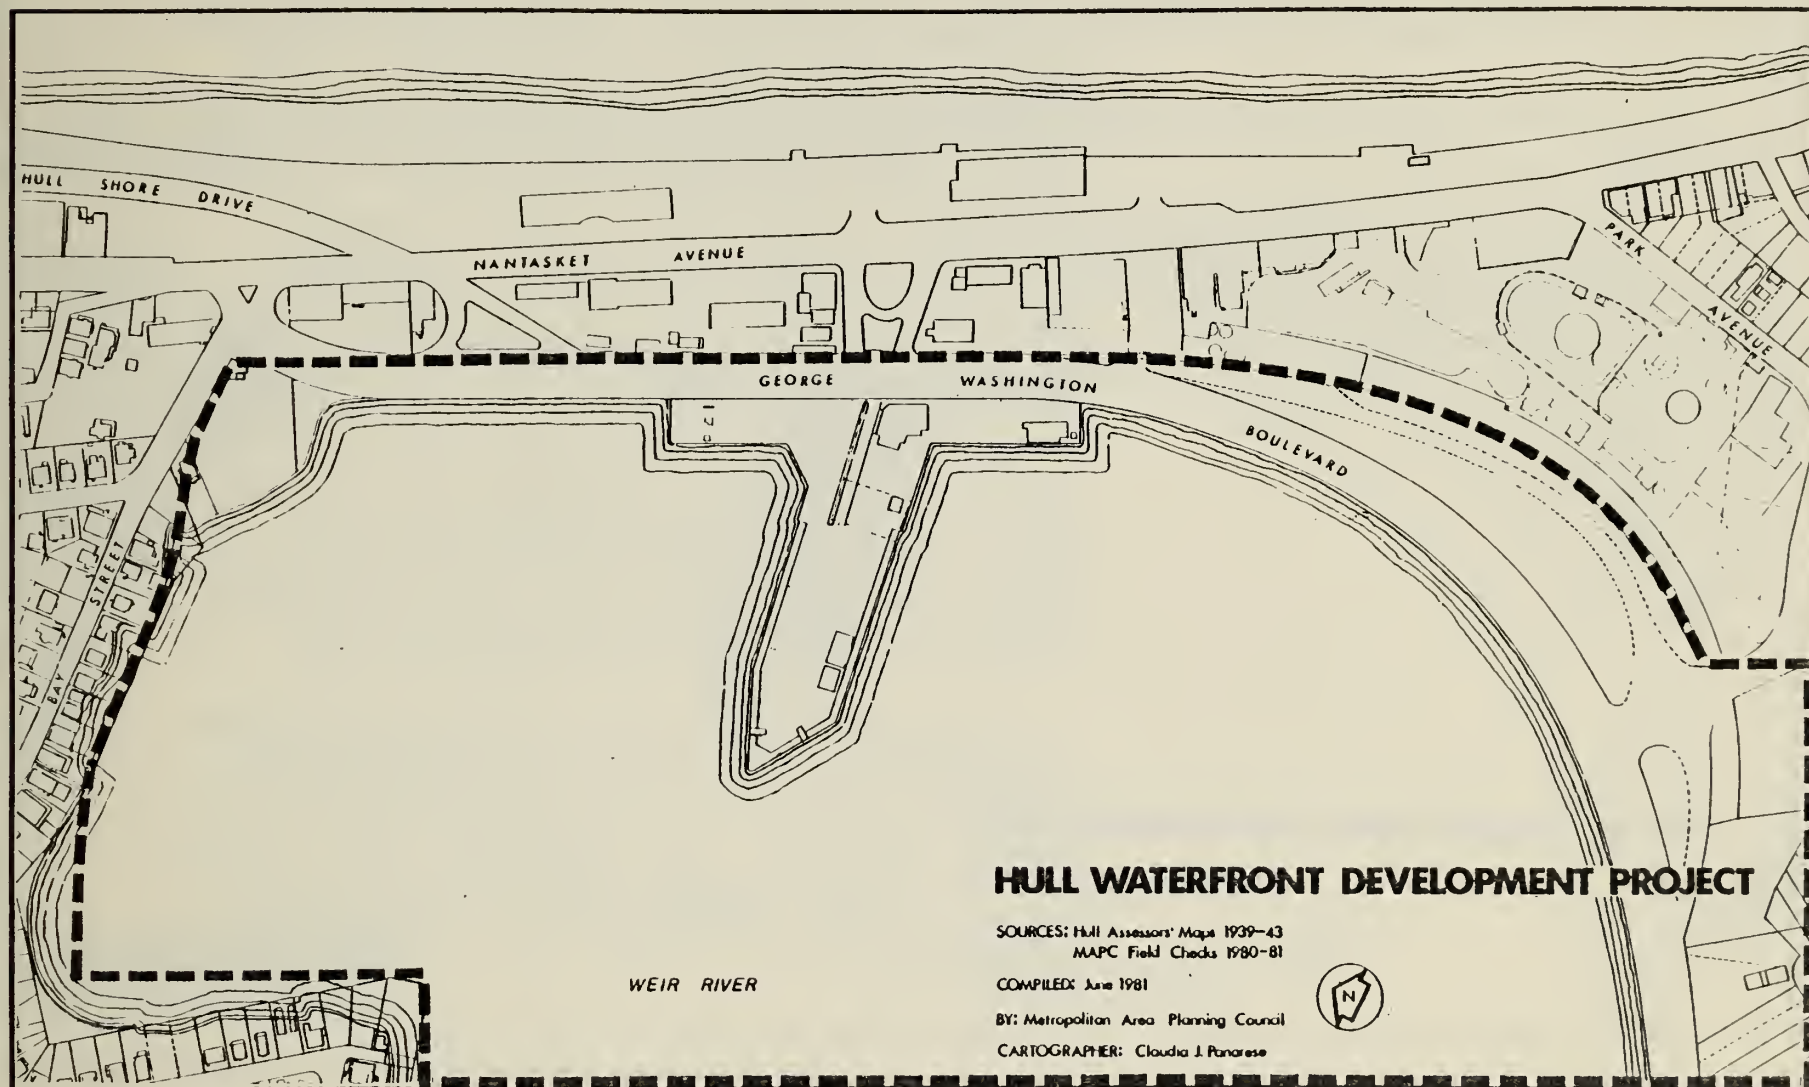 HULL SHORE DRIVE
NANTASKET AVENUE
PARK AVENUE
GEORGE WASHINGTON BOULEVARD
BAY STREET
HULL WATERFRONT DEVELOPMENT PROJECT
SOURCES: Hull Assessors' Maps 1939-43
MAPC Field Checks 1980-81
WEIR RIVER
COMPILED: June 1981
N
BY: Metropolitan Area Planning Council
CARTOGRAPHER: Claudia J. Panarese